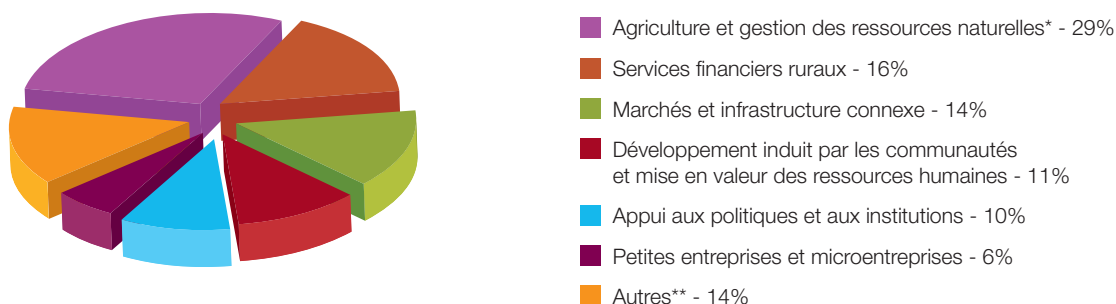 Agriculture et gestion des ressources naturelles* - 29%
Services financiers ruraux - 16%
Marchés et infrastructure connexe - 14%
Développement induit par les communautés
et mise en valeur des ressources humaines - 11%
Appui aux politiques et aux institutions - 10%
Petites entreprises et microentreprises - 6%
Autres** - 14%